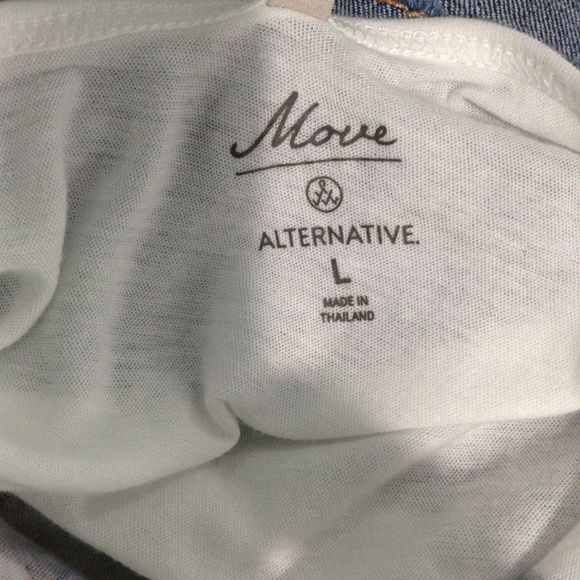 Move
ALTERNATIVE.
L
MADE IN
THAILAND